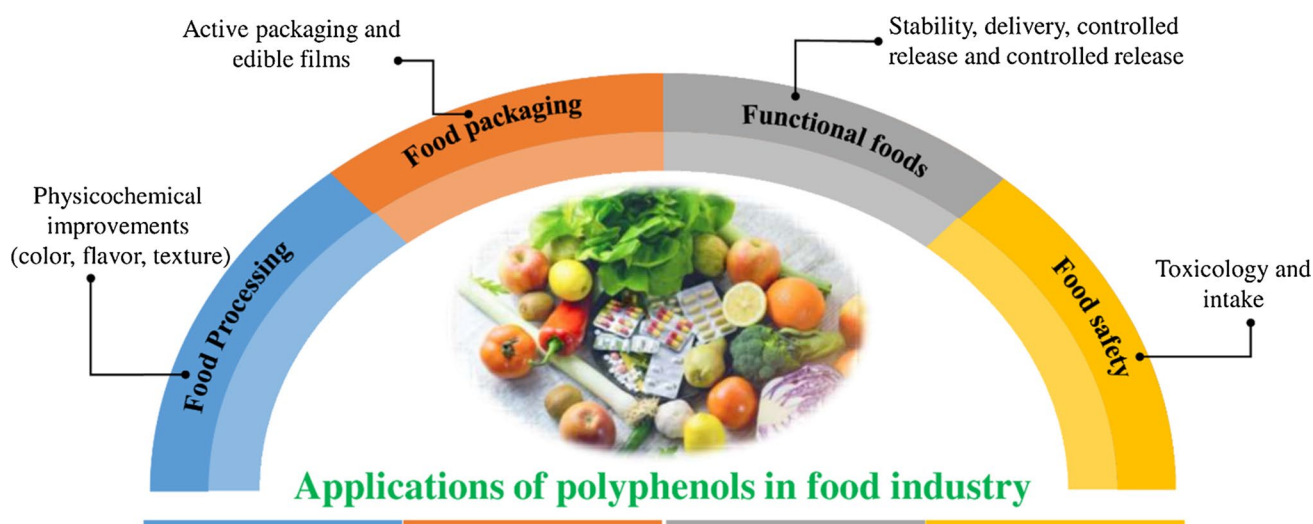 Active packaging and
edible films
Stability, delivery, controlled
release and controlled release
Food packaging
Functional foods
Physicochemical
improvements
(color, flavor, texture)
Food Processing
Food safety
Toxicology and
intake
Applications of polyphenols in food industry